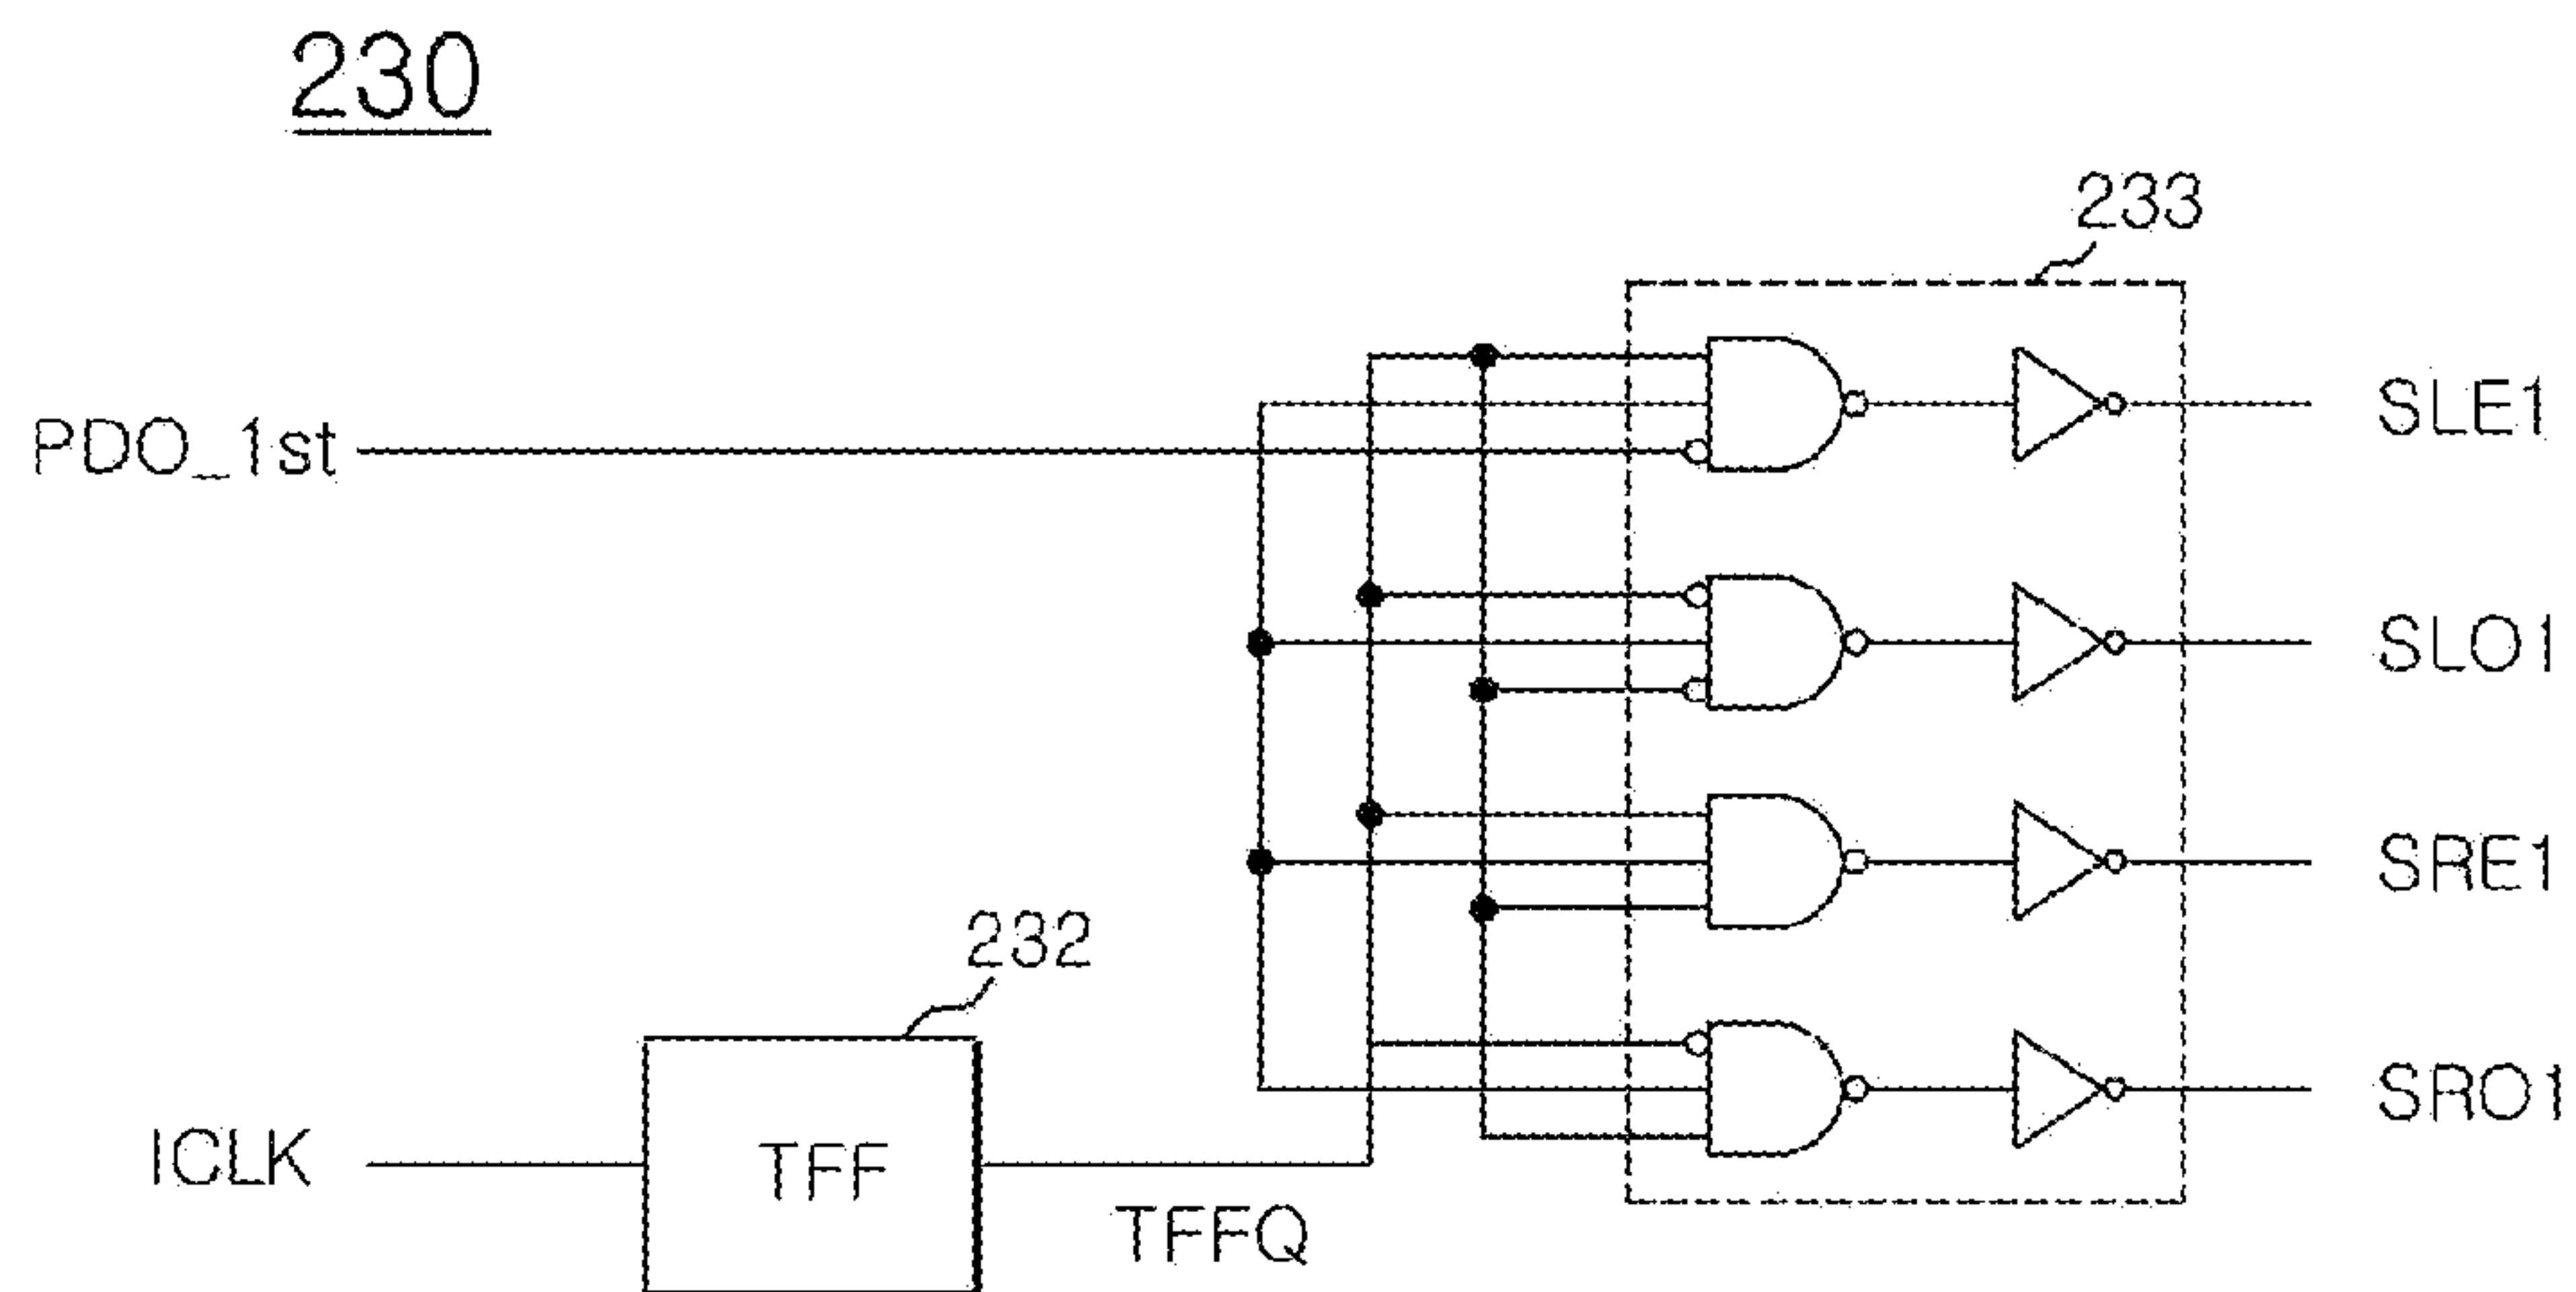 230
233
PDO_1st
SLE1
SLO1
SRE1
232
SRO1
ICLK
TFF
TFFQ